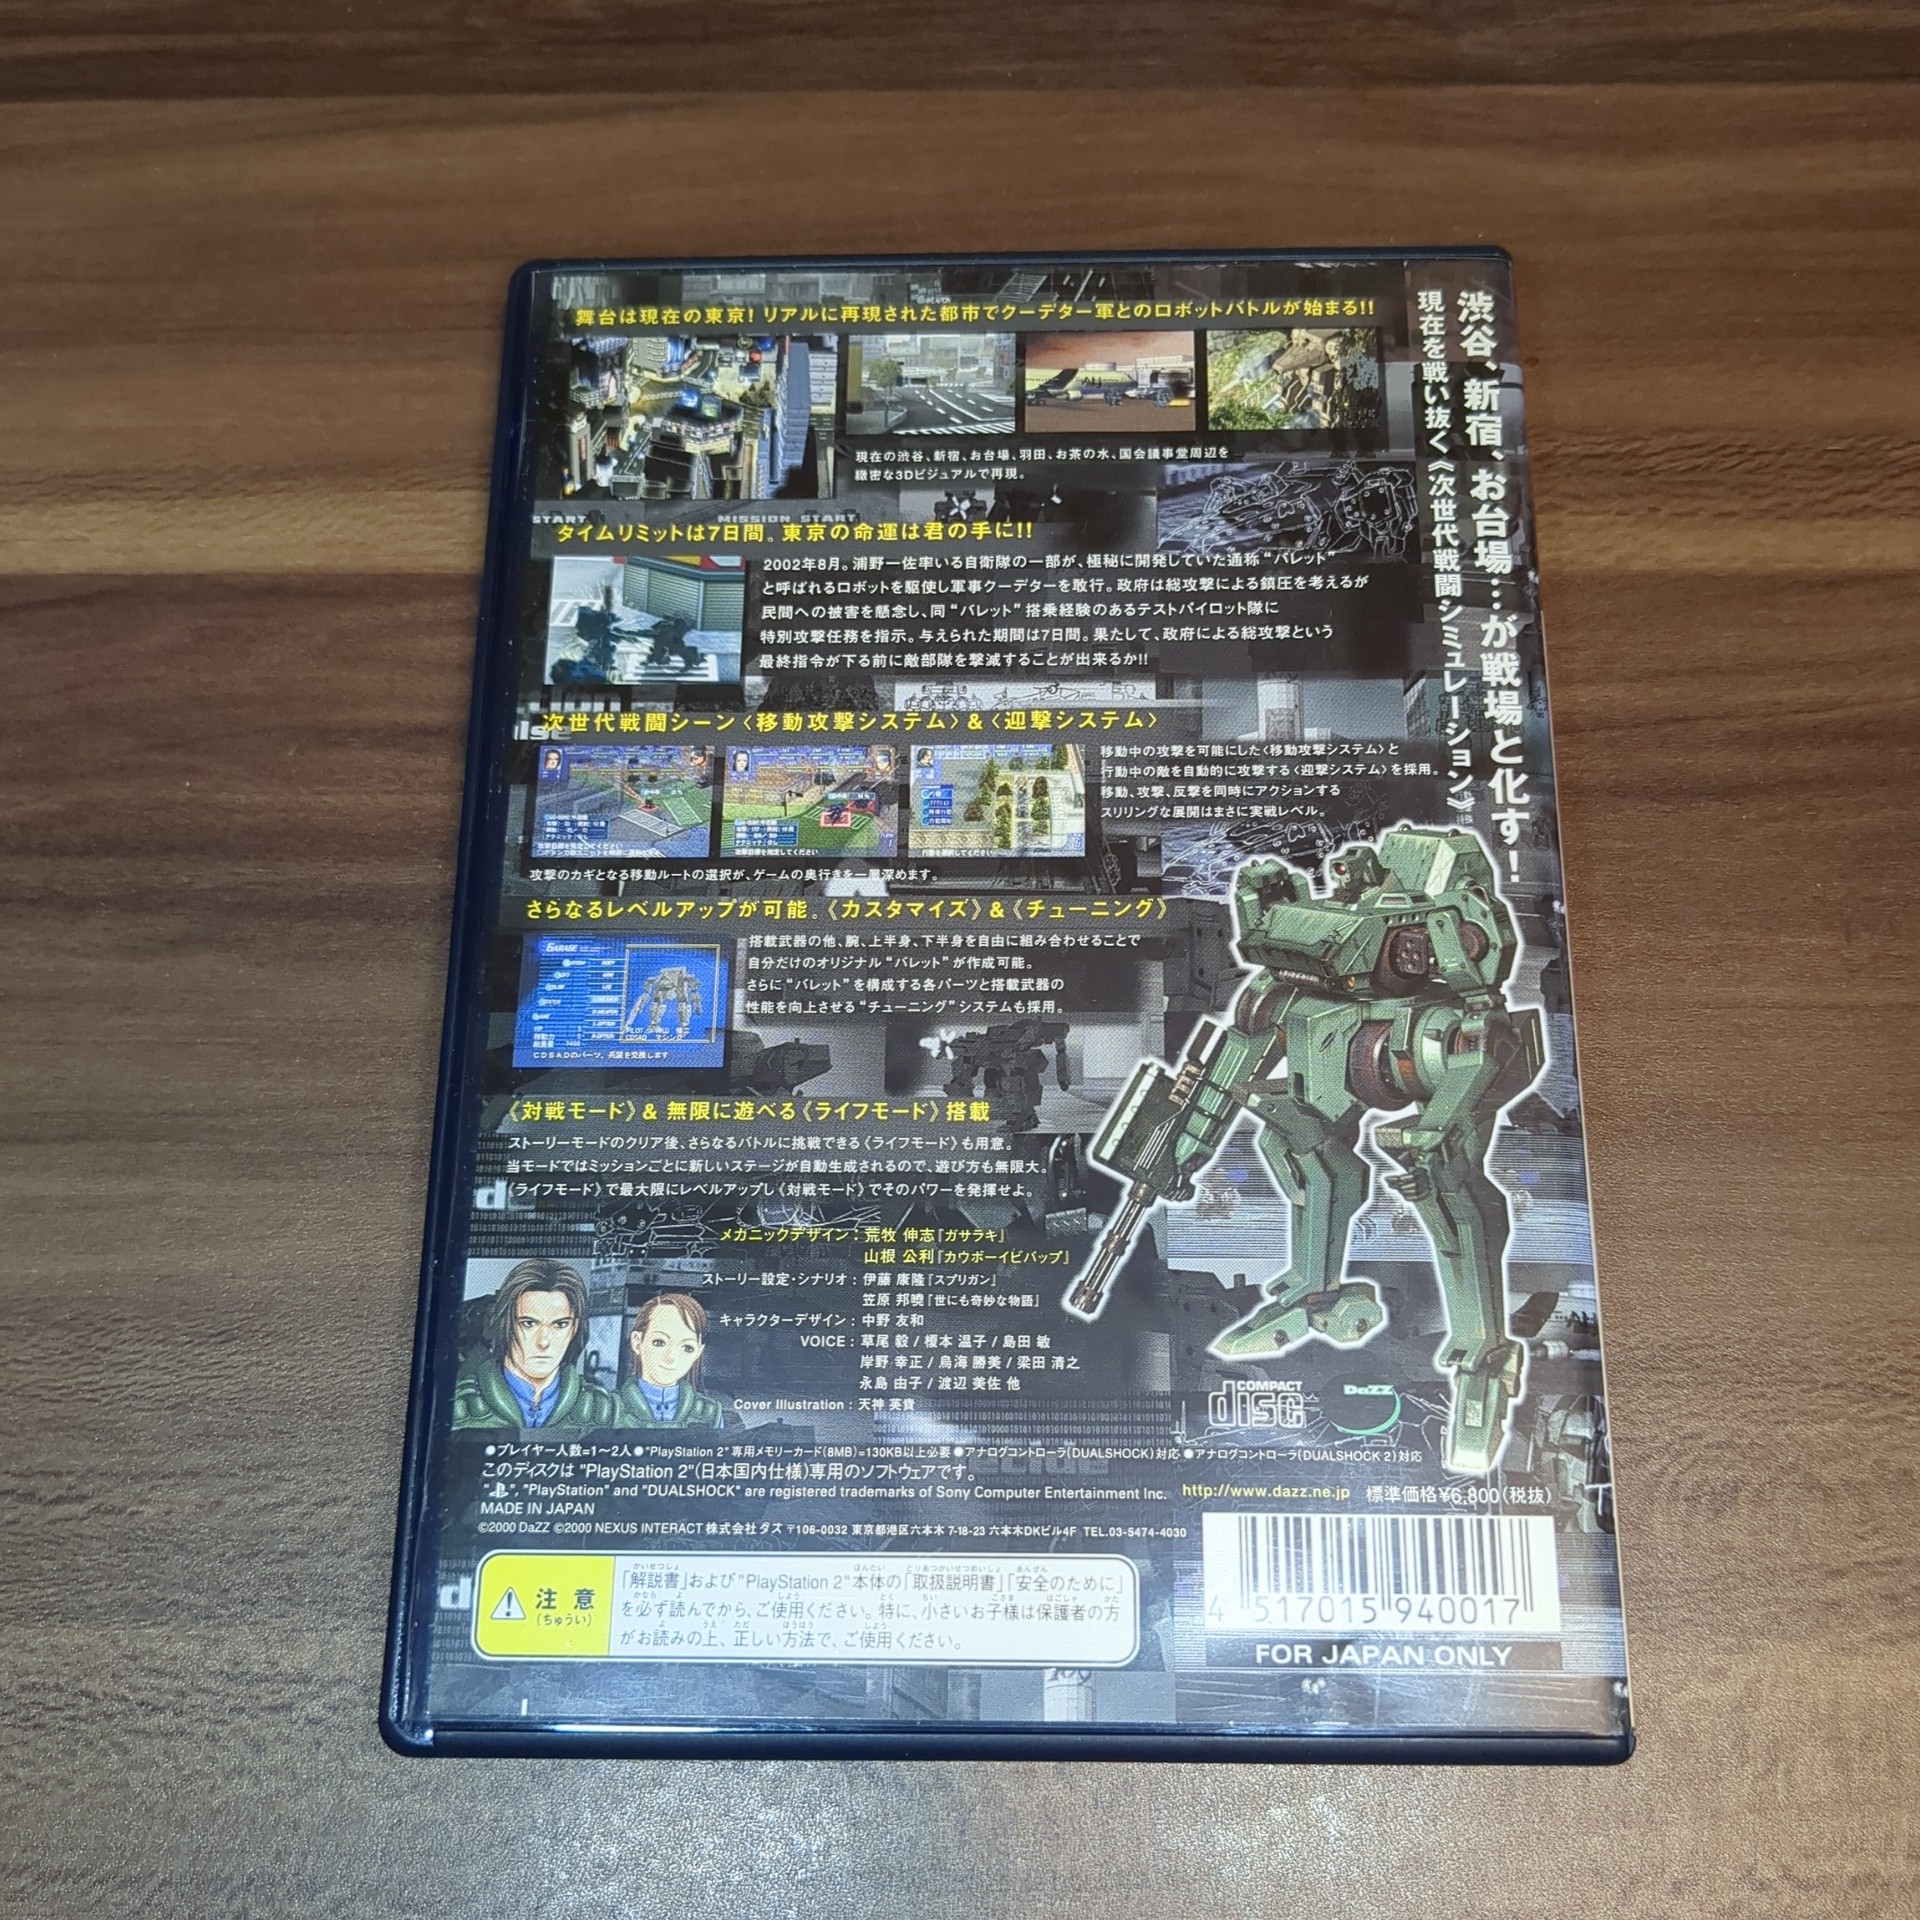 舞台は現在の東京！リアルに再現された都市でクーデター軍とのロボットバトルが始まる!!
現在の渋谷、新宿、お台場、羽田、お茶の水、国会議事堂周辺を
緻密な3Dビジュアルで再現。
渋谷、新宿、お台場…が戦場と化す！
現在を戦い抜く《次世代戦闘シミュレーション》
START
MISSION START
タイムリミットは7日間。東京の命運は君の手に!!
2002年8月。浦野一佐率いる自衛隊の一部が、極秘に開発していた通称“バレット”
と呼ばれるロボットを駆使し軍事クーデターを敢行。政府は総攻撃による鎮圧を考えるが
民間への被害を懸念し、同“バレット”搭乗経験のあるテストパイロット隊に
特別攻撃任務を指示。与えられた期間は7日間。果たして、政府による総攻撃という
最終指令が下る前に敵部隊を撃滅することが出来るか!!
次世代戦闘シーン〈移動攻撃システム〉&〈迎撃システム〉
移動中の攻撃を可能にした〈移動攻撃システム〉と
行動中の敵を自動的に攻撃する〈迎撃システム〉を採用。
移動、攻撃、反撃を同時にアクションする
スリリングな展開はまさに実戦レベル。
攻撃目標を指定してください
行動を選択してください
攻撃のカギとなる移動ルートの選択が、ゲームの奥行きを一層深めます。
さらなるレベルアップが可能。《カスタマイズ》&《チューニング》
GARAGE
CDSADのパーツ、兵装を交換します
搭載武器の他、腕、上半身、下半身を自由に組み合わせることで
自分だけのオリジナル“バレット”が作成可能。
さらに“バレット”を構成する各パーツと搭載武器の
性能を向上させる“チューニング”システムも採用。
《対戦モード》& 無限に遊べる《ライフモード》搭載
ストーリーモードのクリア後、さらなるバトルに挑戦できる《ライフモード》も用意。
当モードではミッションごとに新しいステージが自動生成されるので、遊び方も無限大。
《ライフモード》で最大限にレベルアップし《対戦モード》でそのパワーを発揮せよ。
メカニックデザイン：荒牧 伸志『ガサラキ』
山根 公利『カウボーイビバップ』
ストーリー設定・シナリオ：伊藤 康隆『スプリガン』
笠原 邦暁『世にも奇妙な物語』
キャラクターデザイン：中野 友和
VOICE：草尾 毅 / 榎本 温子 / 島田 敏
岸野 幸正 / 鳥海 勝美 / 梁田 清之
永島 由子 / 渡辺 美佐 他
Cover Illustration：天神 英貴
COMPACT
disc
DaZZ
●プレイヤー人数=1〜2人●"PlayStation 2"専用メモリーカード(8MB)=130KB以上必要●アナログコントローラ(DUALSHOCK)対応●アナログコントローラ(DUALSHOCK 2)対応
このディスクは "PlayStation 2"(日本国内仕様)専用のソフトウェアです。
" ", "PlayStation" and "DUALSHOCK" are registered trademarks of Sony Computer Entertainment Inc.
http://www.dazz.ne.jp 標準価格¥6,800(税抜)
MADE IN JAPAN
©2000 DaZZ ©2000 NEXUS INTERACT 株式会社ダズ 〒106-0032 東京都港区六本木 7-18-23 六本木DKビル4F TEL.03-5474-4030
注意
(ちゅうい)
「解説書」および"PlayStation 2"本体の「取扱説明書」「安全のために」
を必ず読んでから、ご使用ください。特に、小さいお子様は保護者の方
がお読みの上、正しい方法で、ご使用ください。
4 517015 940017
FOR JAPAN ONLY